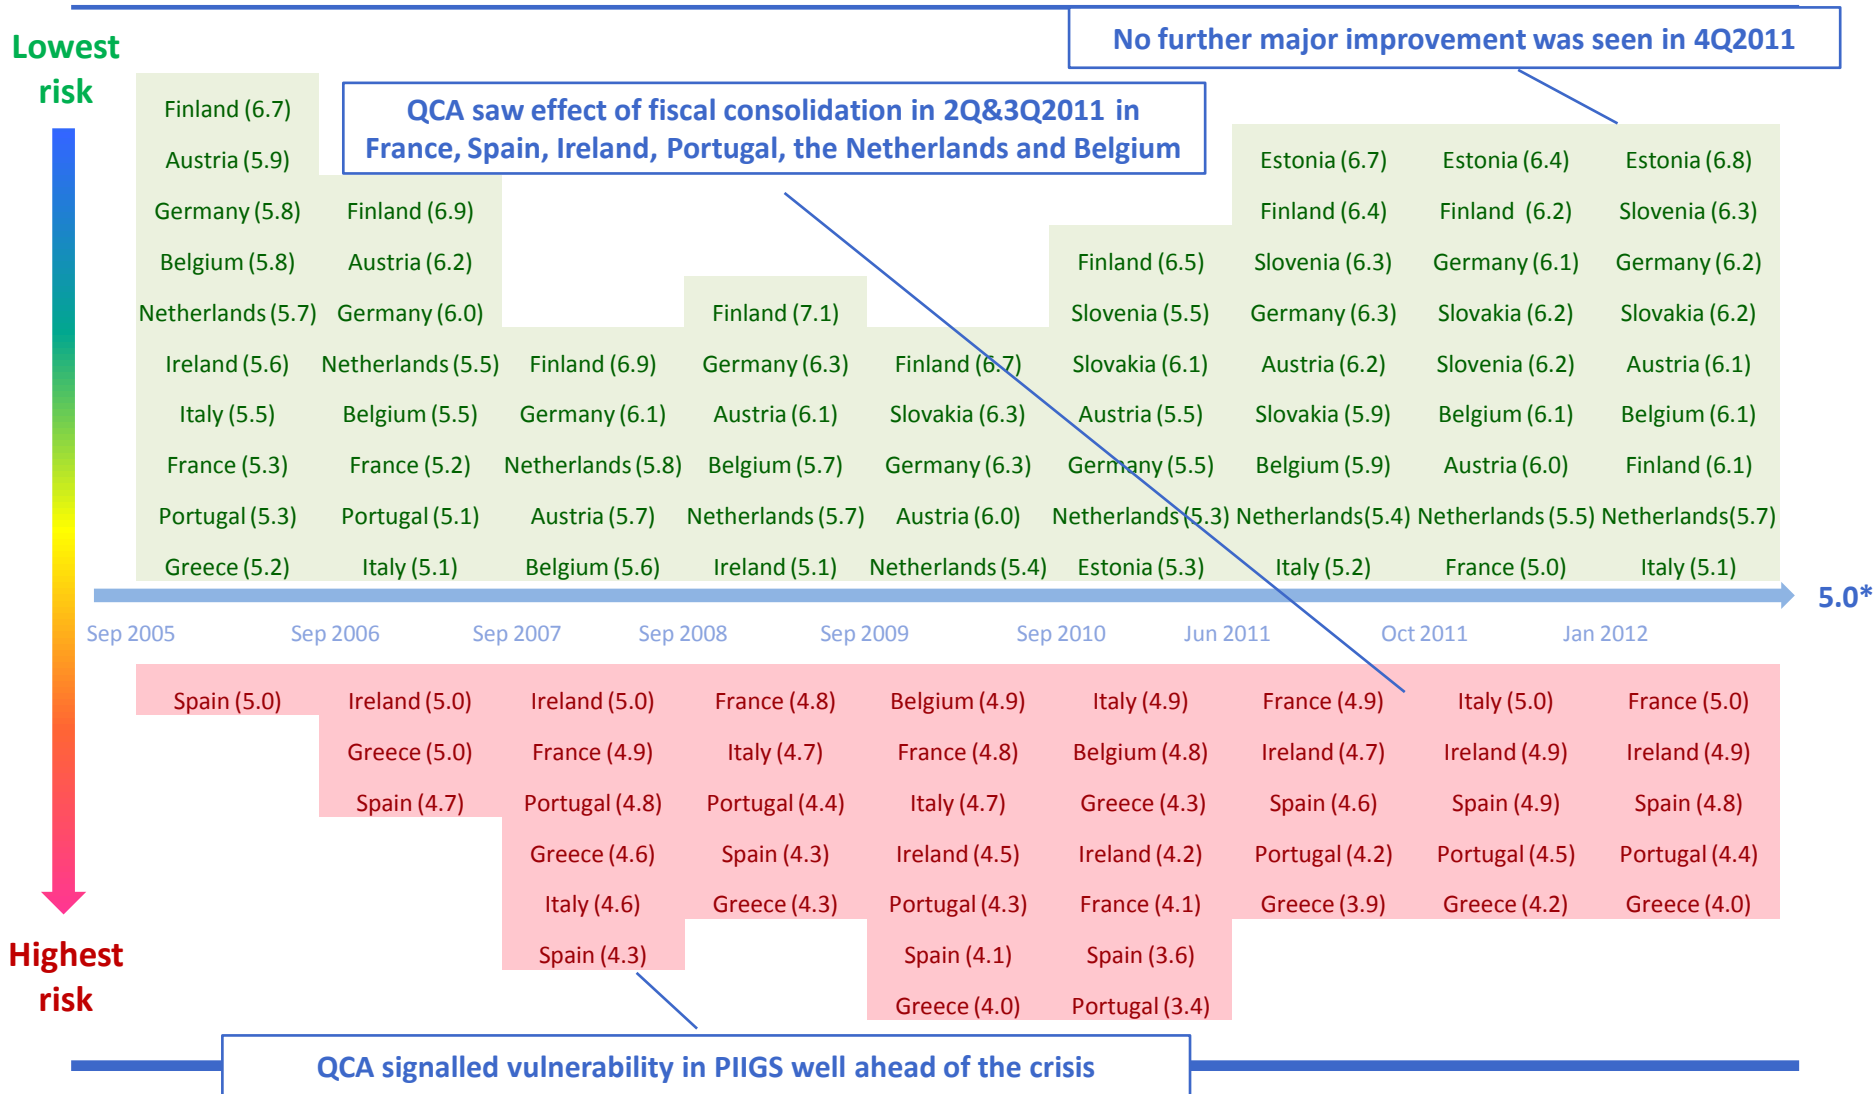 No further major improvement was seen in 4Q2011
Lowest
risk
QCA saw effect of fiscal consolidation in 2Q&3Q2011 in
France, Spain, Ireland, Portugal, the Netherlands and Belgium
Finland (6.7)
Austria (5.9) Estonia (6.7) Estonia (6.4) Estonia (6.8)
Germany (5.8) Finland (6.9) Finland (6.4) Finland (6.2) Slovenia (6.3)
Belgium (5.8) Austria (6.2) Finland (6.5) Slovenia (6.3) Germany (6.1) Germany (6.2)
Netherlands (5.7) Germany (6.0) Finland (7.1) Slovenia (5.5) Germany (6.3) Slovakia (6.2) Slovakia (6.2)
Ireland (5.6) Netherlands (5.5) Finland (6.9) Germany (6.3) Finland (6.7) Slovakia (6.1) Austria (6.2) Slovenia (6.2) Austria (6.1)
Italy (5.5) Belgium (5.5) Germany (6.1) Austria (6.1) Slovakia (6.3) Austria (5.5) Slovakia (5.9) Belgium (6.1) Belgium (6.1)
France (5.3) France (5.2) Netherlands (5.8) Belgium (5.7) Germany (6.3) Germany (5.5) Belgium (5.9) Austria (6.0) Finland (6.1)
Portugal (5.3) Portugal (5.1) Austria (5.7) Netherlands (5.7) Austria (6.0) Netherlands (5.3) Netherlands(5.4) Netherlands (5.5) Netherlands(5.7)
Greece (5.2) Italy (5.1) Belgium (5.6) Ireland (5.1) Netherlands (5.4) Estonia (5.3) Italy (5.2) France (5.0) Italy (5.1)
5.0*
Sep 2005 Sep 2006 Sep 2007 Sep 2008 Sep 2009 Sep 2010 Jun 2011 Oct 2011 Jan 2012
Spain (5.0) Ireland (5.0) Ireland (5.0) France (4.8) Belgium (4.9) Italy (4.9) France (4.9) Italy (5.0) France (5.0)
Greece (5.0) France (4.9) Italy (4.7) France (4.8) Belgium (4.8) Ireland (4.7) Ireland (4.9) Ireland (4.9)
Spain (4.7) Portugal (4.8) Portugal (4.4) Italy (4.7) Greece (4.3) Spain (4.6) Spain (4.9) Spain (4.8)
Greece (4.6) Spain (4.3) Ireland (4.5) Ireland (4.2) Portugal (4.2) Portugal (4.5) Portugal (4.4)
Italy (4.6) Greece (4.3) Portugal (4.3) France (4.1) Greece (3.9) Greece (4.2) Greece (4.0)
Spain (4.3) Spain (4.1) Spain (3.6)
Greece (4.0) Portugal (3.4)
Highest
risk
QCA signalled vulnerability in PIIGS well ahead of the crisis